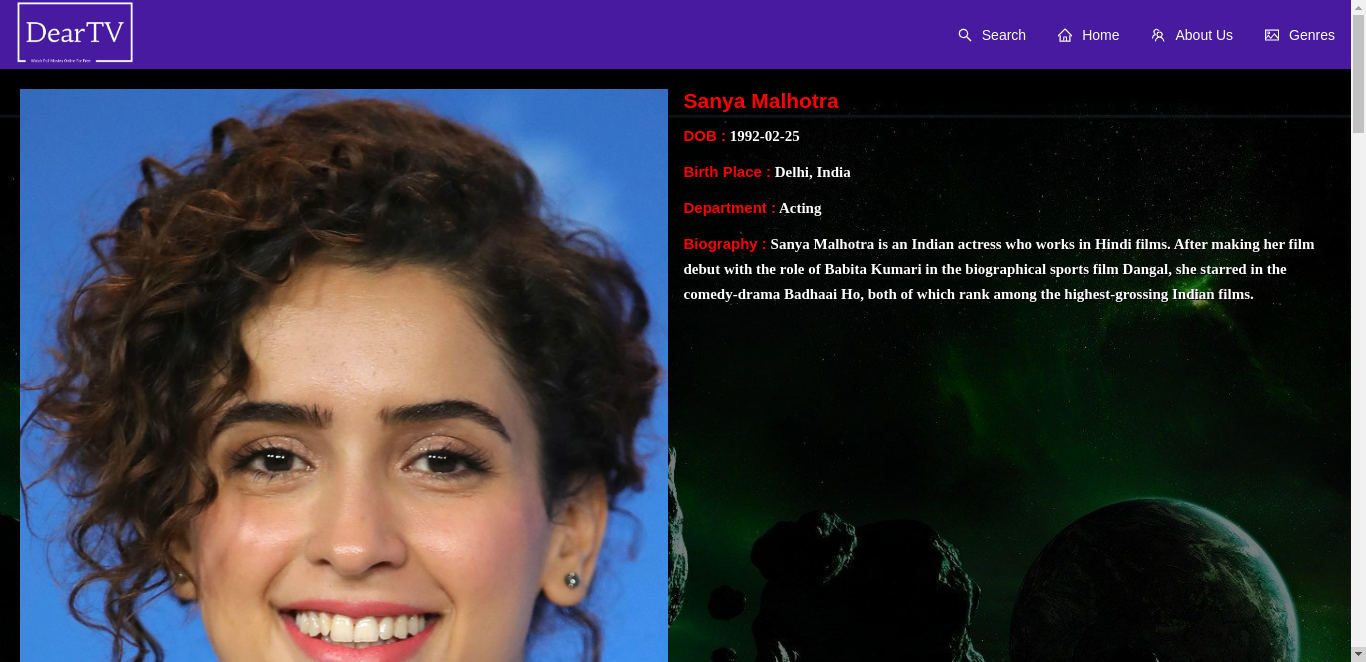 DearTV
Watch Full Movies Online For Free
Search
Home
About Us
Genres
Sanya Malhotra
DOB : 1992-02-25
Birth Place : Delhi, India
Department : Acting
Biography : Sanya Malhotra is an Indian actress who works in Hindi films. After making her film
debut with the role of Babita Kumari in the biographical sports film Dangal, she starred in the
comedy-drama Badhaai Ho, both of which rank among the highest-grossing Indian films.